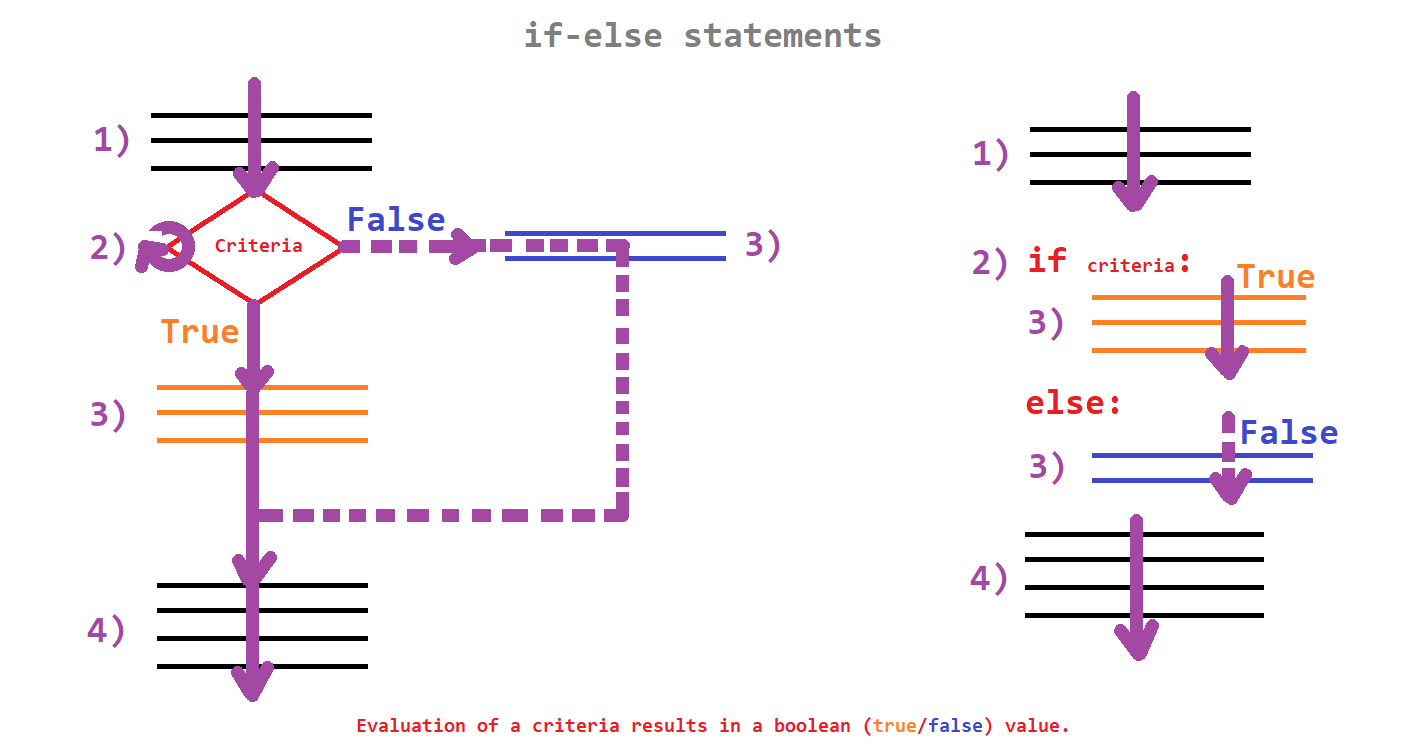 if-else statements
1)
2)
Criteria
False
3)
True
3)
4)
1)
2) if criteria:
True
3)
else:
False
3)
4)
Evaluation of a criteria results in a boolean (true/false) value.